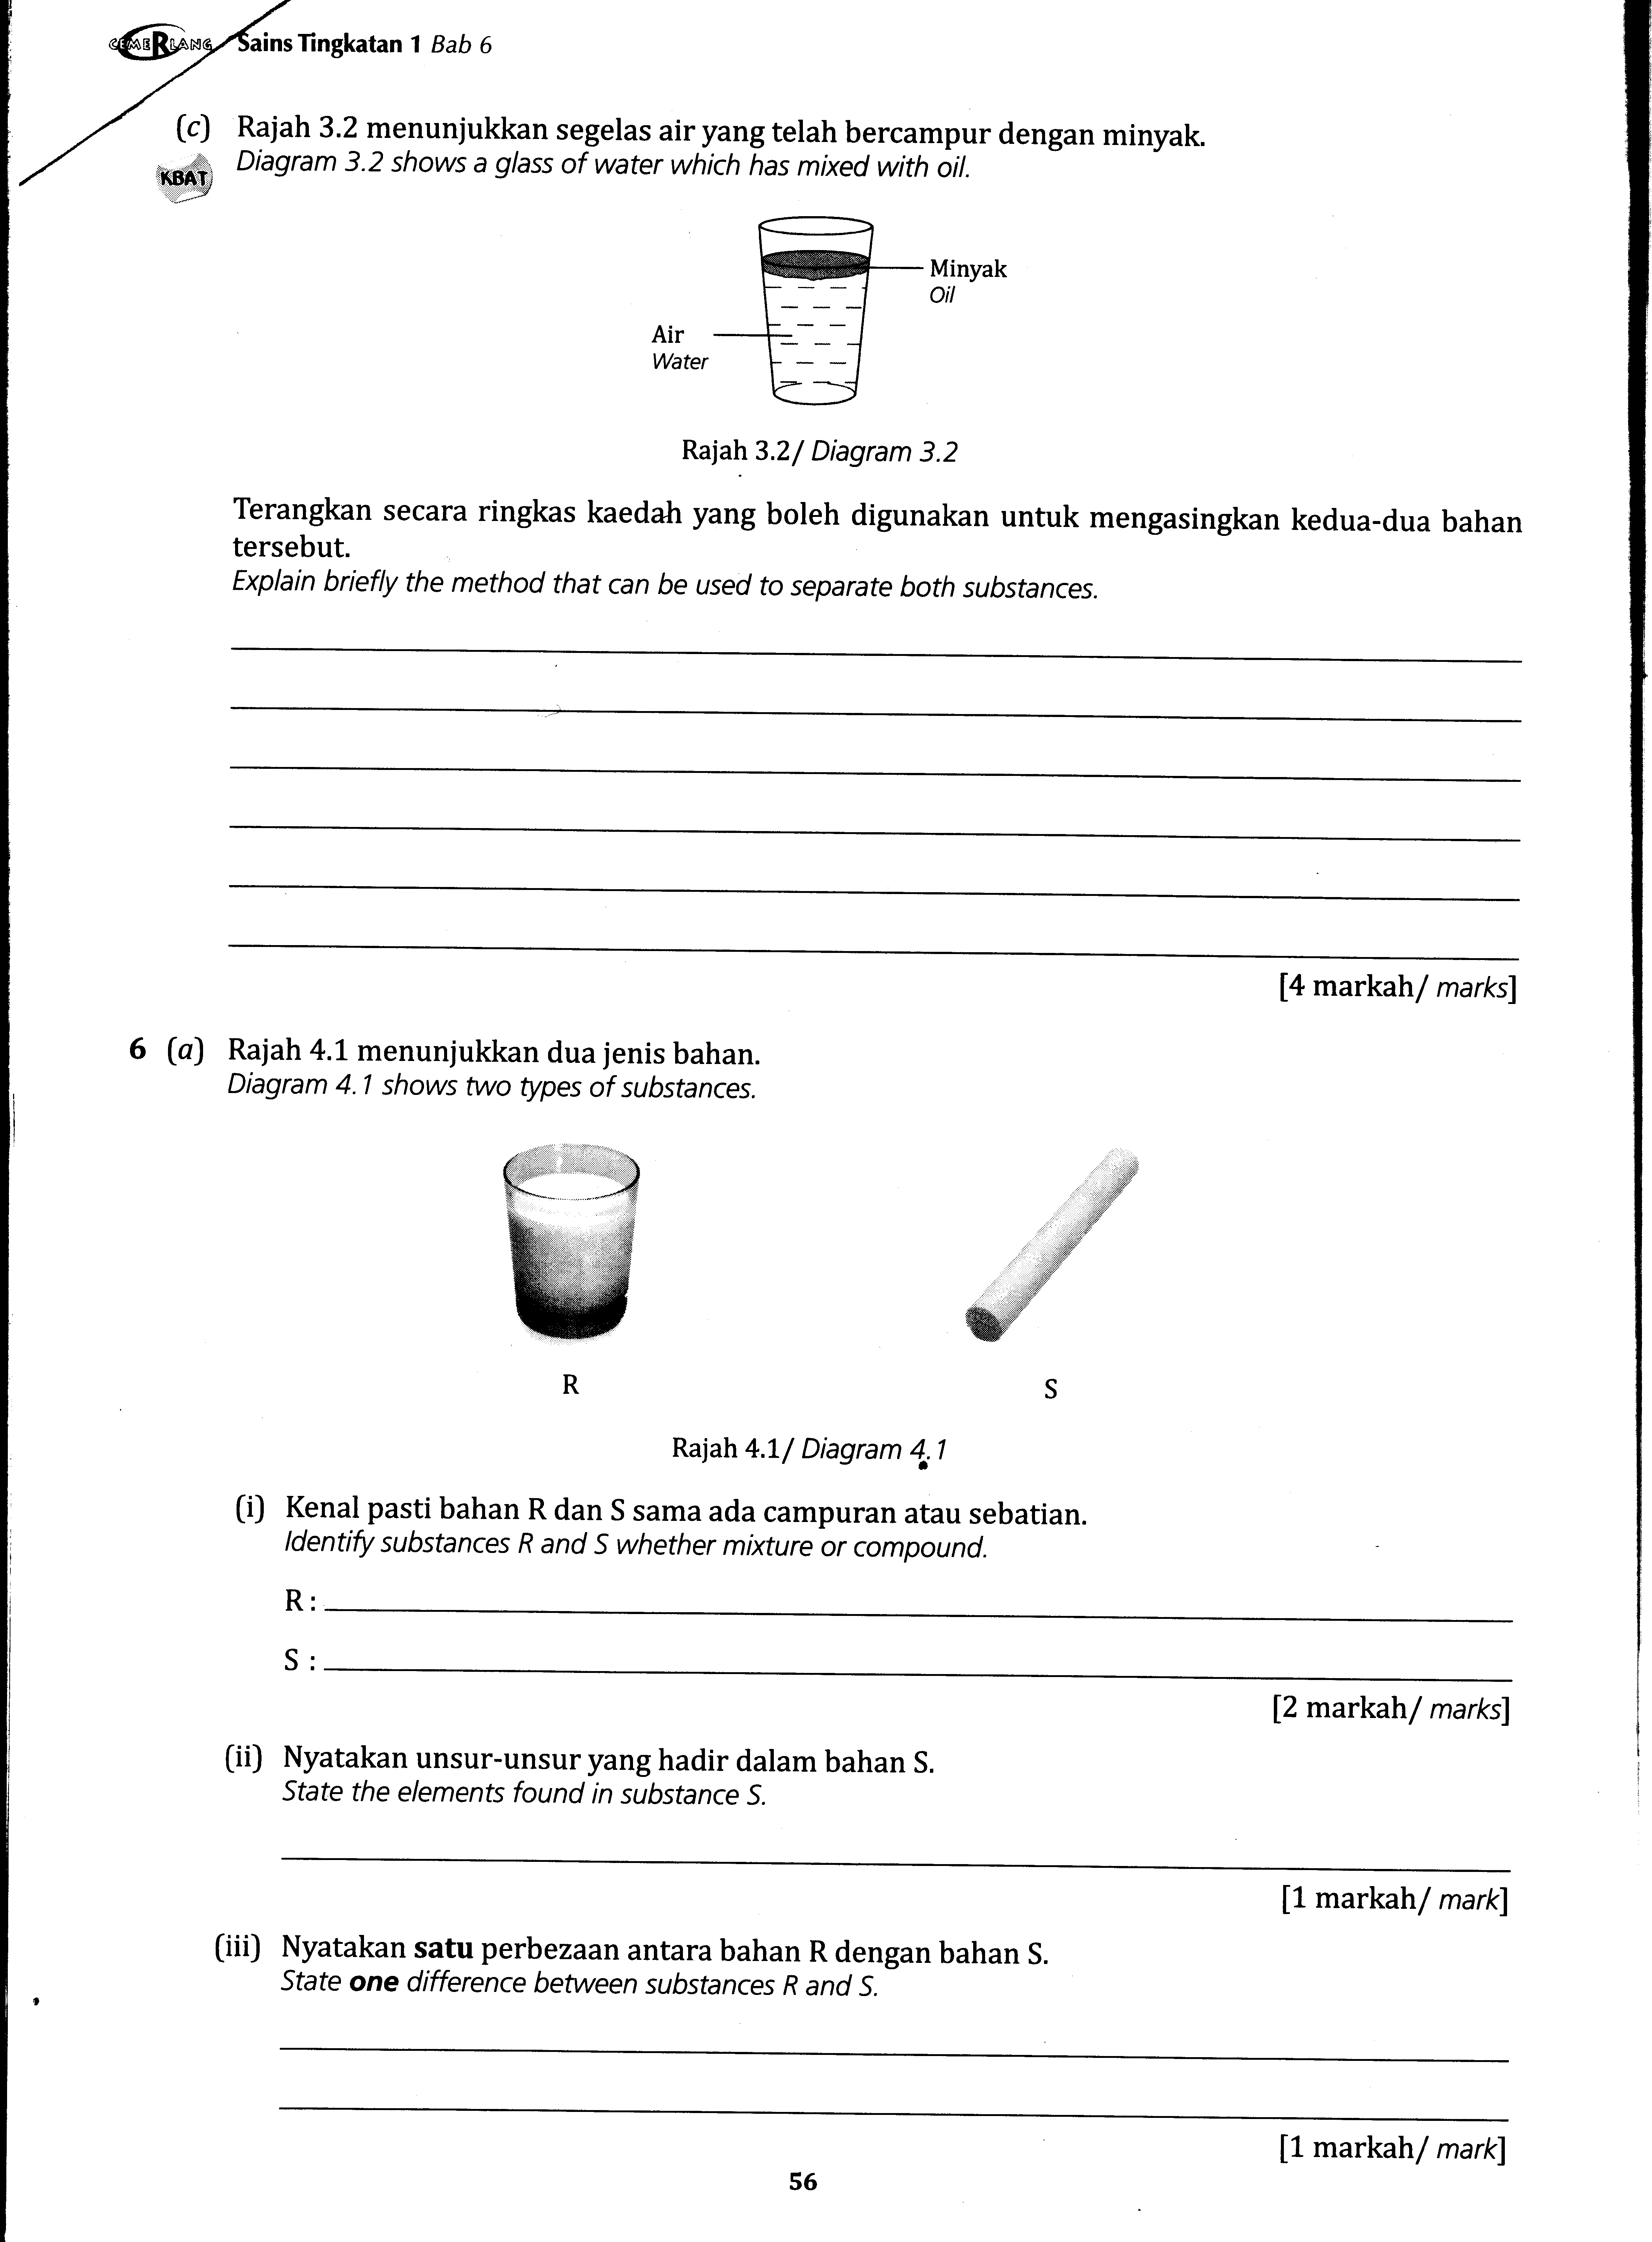 CEMERLANG Sains Tingkatan 1 Bab 6
(c) Rajah 3.2 menunjukkan segelas air yang telah bercampur dengan minyak.
Diagram 3.2 shows a glass of water which has mixed with oil.
KBAT
Minyak
Oil
Air
Water
Rajah 3.2/ Diagram 3.2
Terangkan secara ringkas kaedah yang boleh digunakan untuk mengasingkan kedua-dua bahan
tersebut.
Explain briefly the method that can be used to separate both substances.
[4 markah/ marks]
6 (a) Rajah 4.1 menunjukkan dua jenis bahan.
Diagram 4.1 shows two types of substances.
R S
Rajah 4.1/ Diagram 4.1
(i) Kenal pasti bahan R dan S sama ada campuran atau sebatian.
Identify substances R and S whether mixture or compound.
R :
S :
[2 markah/ marks]
(ii) Nyatakan unsur-unsur yang hadir dalam bahan S.
State the elements found in substance S.
[1 markah/ mark]
(iii) Nyatakan satu perbezaan antara bahan R dengan bahan S.
State one difference between substances R and S.
[1 markah/ mark]
56